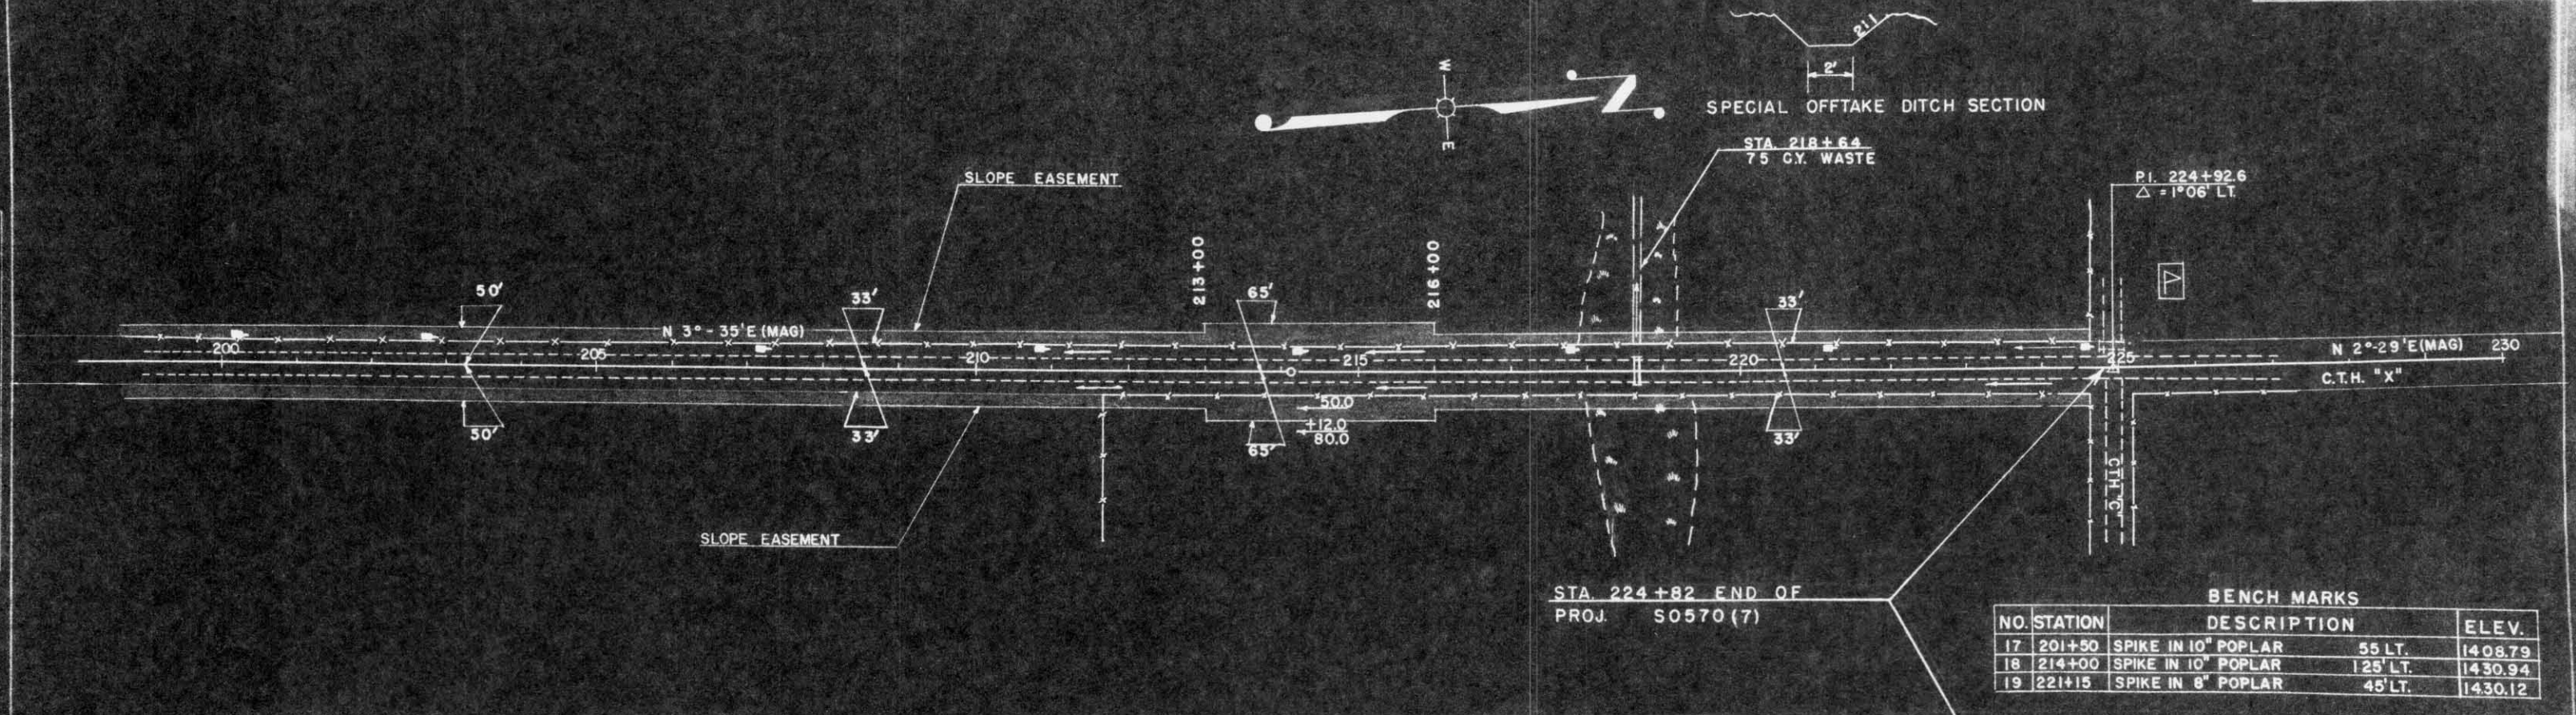 2:1
2'
SPECIAL OFFTAKE DITCH SECTION
W
E
STA. 218+64
75 C.Y. WASTE
P.I. 224+92.6
△ = 1°06' LT.
SLOPE EASEMENT
213+00
216+00
50'
33'
65'
33'
N 3°-35'E (MAG)
200
205
210
215
220
225
230
N 2°-29'E (MAG)
C.T.H. "X"
50'
33'
65'
50.0
+12.0
80.0
33'
CTH "C"
SLOPE EASEMENT
STA. 224+82 END OF
PROJ. S0570(7)
BENCH MARKS
NO. STATION DESCRIPTION ELEV.
17 201+50 SPIKE IN 10" POPLAR 55 LT. 1408.79
18 214+00 SPIKE IN 10" POPLAR 125' LT. 1430.94
19 221+15 SPIKE IN 8" POPLAR 45' LT. 1430.12